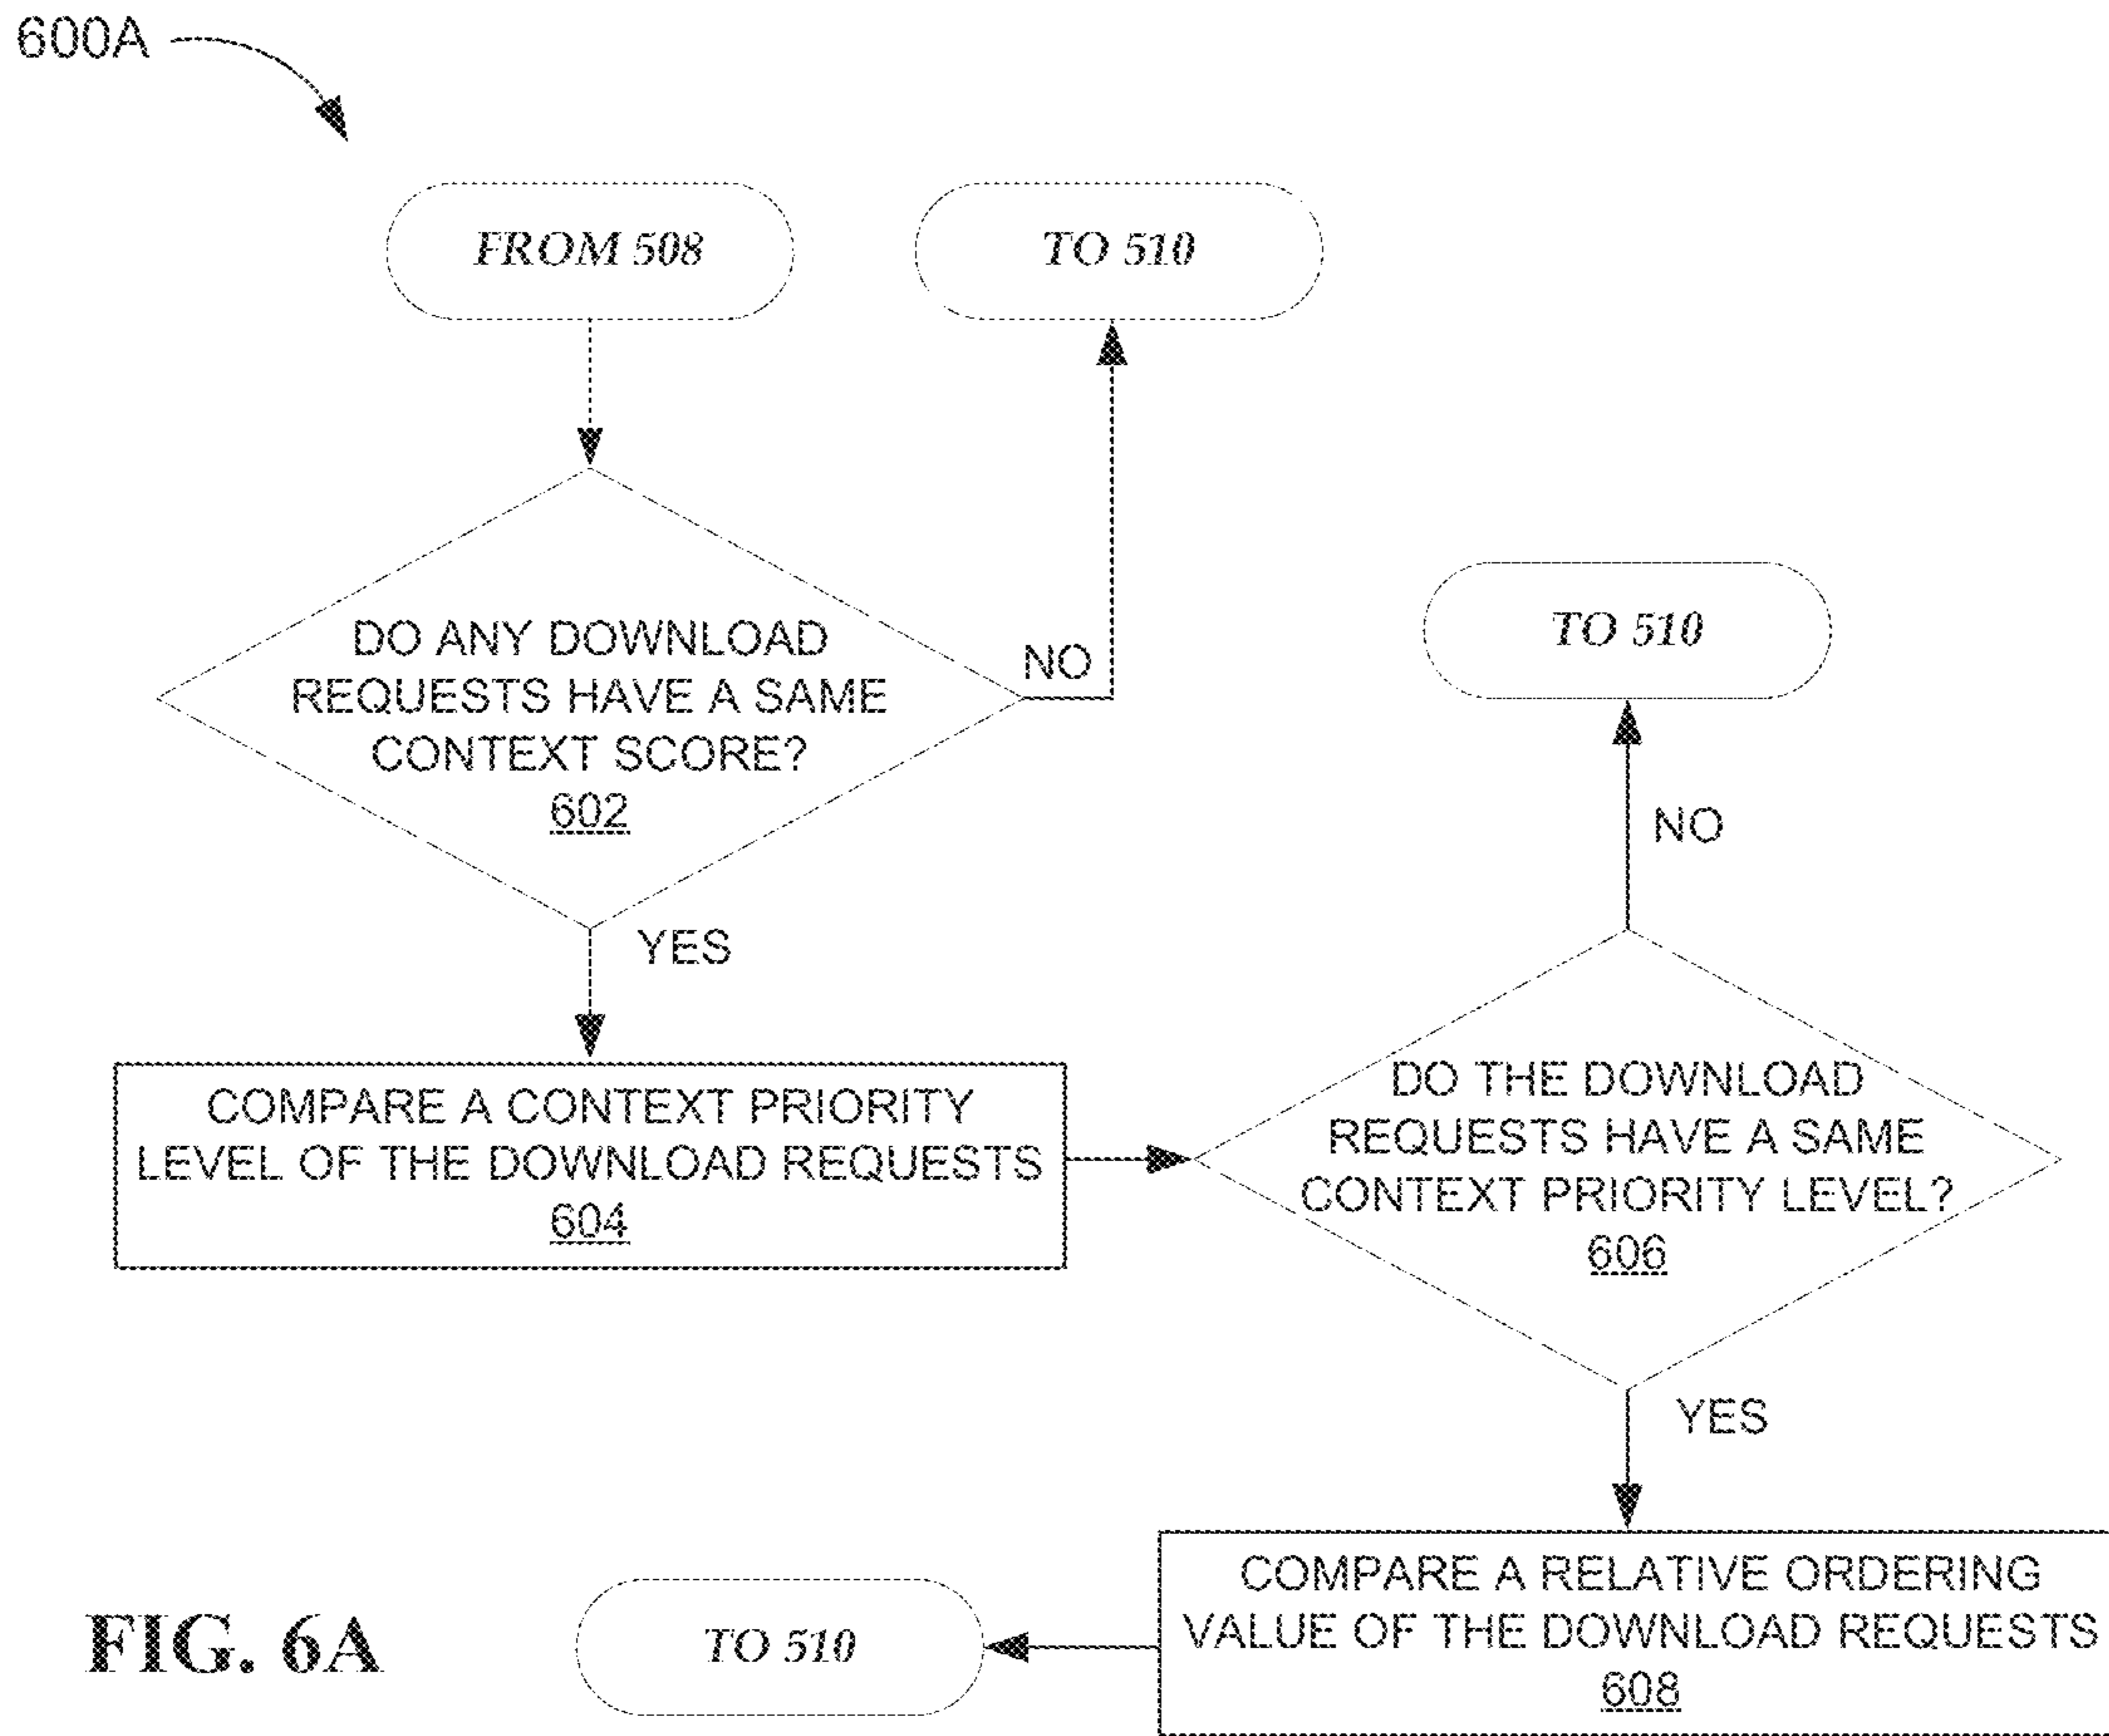 600A
FROM 508
TO 510
DO ANY DOWNLOAD
REQUESTS HAVE A SAME
CONTEXT SCORE?
602
NO
YES
TO 510
NO
COMPARE A CONTEXT PRIORITY
LEVEL OF THE DOWNLOAD REQUESTS
604
DO THE DOWNLOAD
REQUESTS HAVE A SAME
CONTEXT PRIORITY LEVEL?
606
YES
COMPARE A RELATIVE ORDERING
VALUE OF THE DOWNLOAD REQUESTS
608
TO 510
FIG. 6A